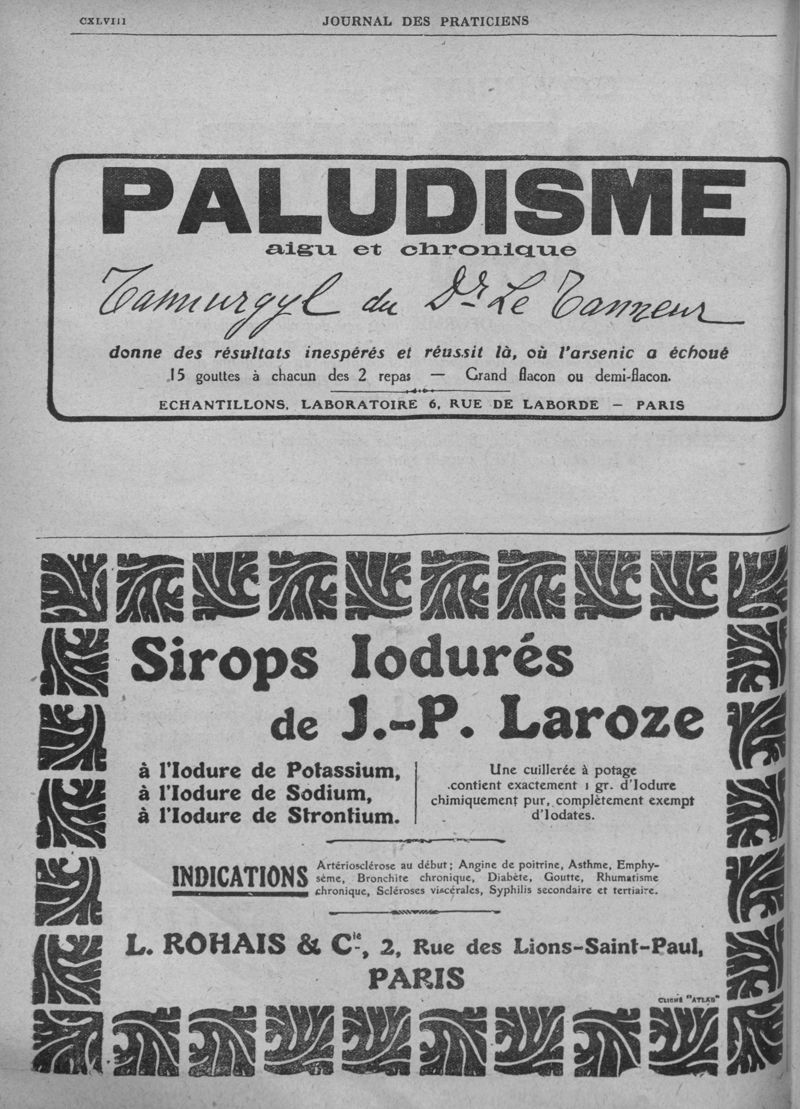 CXLVIII
JOURNAL DES PRATICIENS
PALUDISME
aigu et chronique
Tannurgyl du Dr Le Tanneur
donne des résultats inespérés et réussit là, où l'arsenic a échoué
15 gouttes à chacun des 2 repas — Grand flacon ou demi-flacon.
ECHANTILLONS, LABORATOIRE 6, RUE DE LABORDE — PARIS
Sirops Iodurés
de J.-P. Laroze
à l'Iodure de Potassium,
à l'Iodure de Sodium,
à l'Iodure de Strontium.
Une cuillerée à potage
contient exactement 1 gr. d'Iodure
chimiquement pur, complètement exempt
d'Iodates.
INDICATIONS
Artériosclérose au début; Angine de poitrine, Asthme, Emphy-
sème, Bronchite chronique, Diabète, Goutte, Rhumatisme
chronique, Scléroses viscérales, Syphilis secondaire et tertiaire.
L. ROHAIS & Cie, 2, Rue des Lions-Saint-Paul,
PARIS
CLICHÉ "ATLAS"